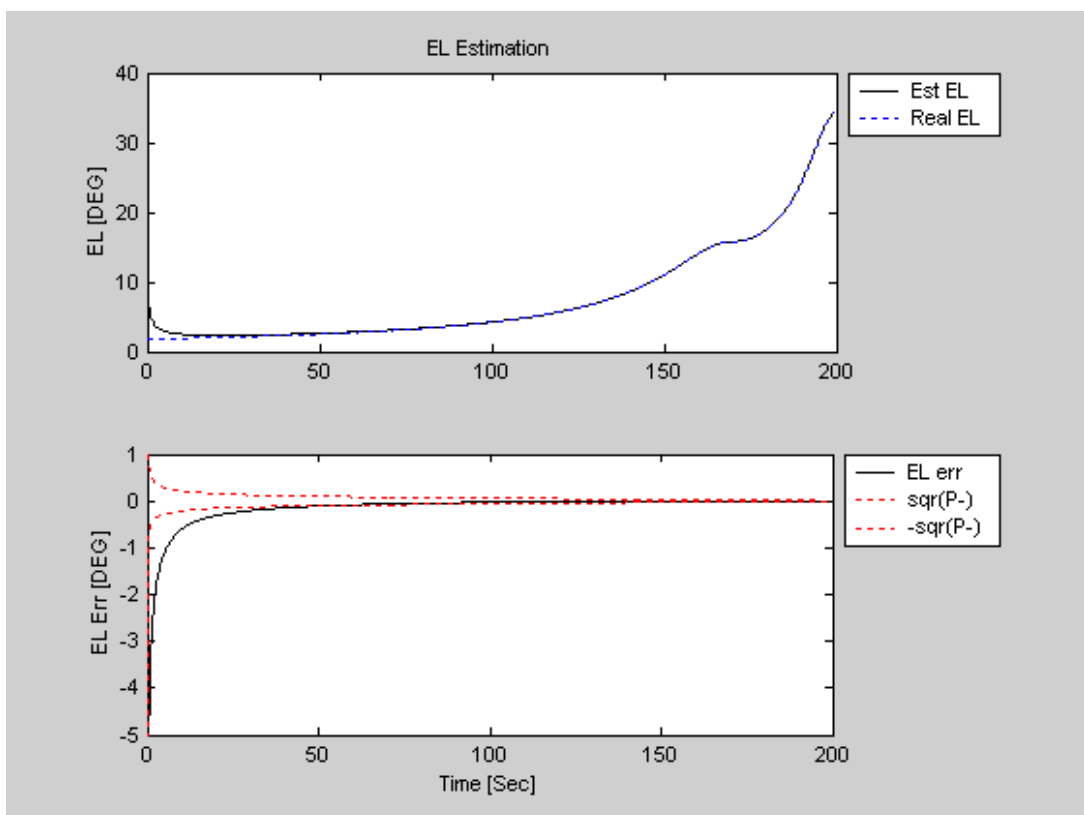 EL Estimation
40
30
20
10
0
EL [DEG]
0 50 100 150 200
Est EL
Real EL
1
0
-1
-2
-3
-4
-5
EL Err [DEG]
0 50 100 150 200
Time [Sec]
EL err
sqr(P-)
-sqr(P-)